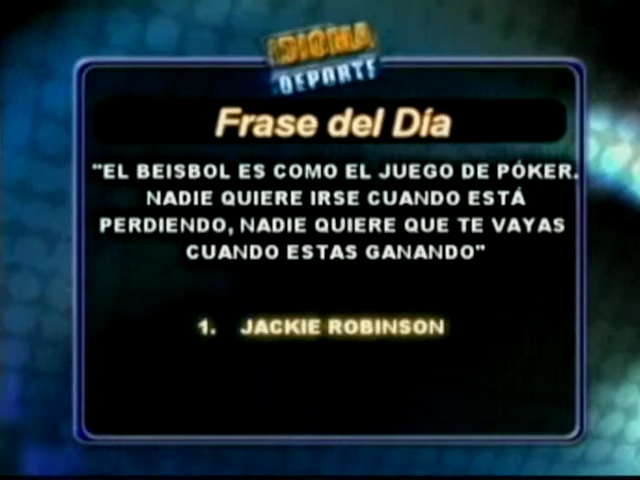 IDIOMA
DEPORTE
Frase del Día
"EL BEISBOL ES COMO EL JUEGO DE PÓKER.
NADIE QUIERE IRSE CUANDO ESTÁ
PERDIENDO, NADIE QUIERE QUE TE VAYAS
CUANDO ESTAS GANANDO"
1. JACKIE ROBINSON